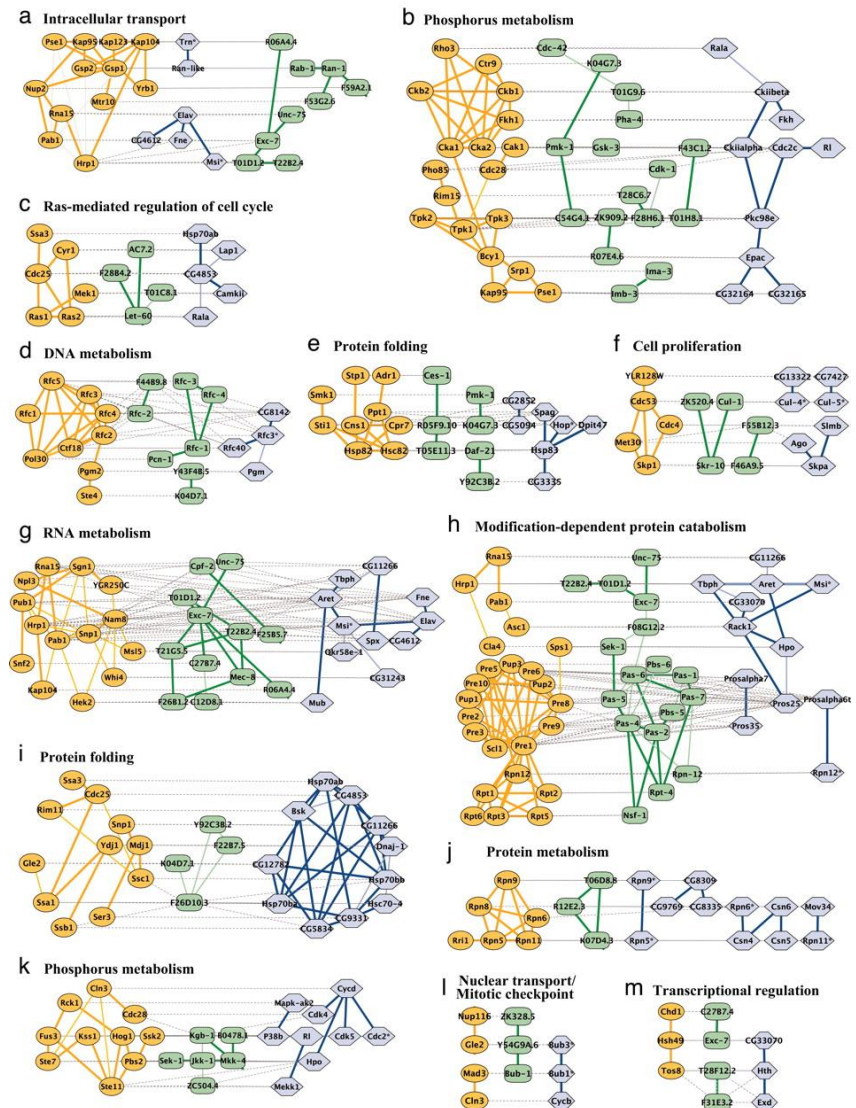 a Intracellular transport
Pse1 Kap95 Kap123 Kap104 Trn* R06A4.4
Gsp2 Gsp1 Ran-like Rab-1 Ran-1
Nup2 Yrb1 F59A2.1
Mtr10 F53G2.6
Rna15 Elav Unc-75
Pab1 CG4612 Fne Exc-7
Hrp1 Msi* T01D1.2 T22B2.4
b Phosphorus metabolism
Rho3 Cdc-42 Rala
Ctr9 K04G7.3
Ckb2 Ckb1 T01G9.6 Ckiibeta
Fkh1 Pha-4 Fkh
Cka1 Cka2 Cak1 Pmk-1 Gsk-3 F43C1.2 Ckiialpha Cdc2c Rl
Pho85 Cdc28 Cdk-1
Rim15 T28C6.7
Tpk2 Tpk1 Tpk3 C54G4.1 ZK909.2 F28H6.1 T01H8.1 Pkc98e
Bcy1 R07E4.6 Epac
Srp1 Ima-3
Kap95 Pse1 Imb-3 CG32164 CG32165
c Ras-mediated regulation of cell cycle
Ssa3 Hsp70ab
Cyr1 AC7.2 Lap1
Cdc25 F28B4.2 CG4853
Mek1 T01C8.1 Camkii
Ras1 Ras2 Let-60 Rala
d DNA metabolism
Rfc5 Rfc3 F44B9.8 Rfc-3 Rfc-4
Rfc1 Rfc4 Rfc-2 CG8142
Rfc2 Rfc3*
Pol30 Ctf18 Pcn-1 Rfc-1 Rfc40
Pgm2 Y43F4B.5 Pgm
Ste4 K04D7.1
e Protein folding
Stp1 Adr1 Ces-1
Smk1 Pmk-1 CG2852
Ppt1 Spag
Sti1 Cns1 Cpr7 R05F9.10 K04G7.3 CG5094 Hop* Dpit47
Hsp82 Hsc82 T05E11.3 Daf-21 Hsp83
Y92C3B.2 CG3335
f Cell proliferation
YLR128W CG13322 CG7427
Cdc53 ZK520.4 Cul-1 Cul-4* Cul-5*
Cdc4 F55B12.3 Slmb
Met30 Ago
Skp1 Skr-10 F46A9.5 Skpa
g RNA metabolism
Rna15 Sgn1 Cpf-2 Unc-75 CG11266
Npl3 YGR250C Tbph
Pub1 T01D1.2 Aret Fne
Nam8 Exc-7
Hrp1 Snp1 T22B2.4 Msi* Elav
Pab1 F25B5.7 Spx CG4612
Msl5 T21G5.5 Qkr58e-1
Snf2 C27B7.4
Whi4 Mec-8 CG31243
Kap104 R06A4.4
Hek2 F26B1.2 C12D8.1 Mub
h Modification-dependent protein catabolism
Rna15 Unc-75 CG11266
Hrp1 T22B2.4 T01D1.2 Tbph Aret Msi*
Pab1 Exc-7 CG33070
Asc1 F08G12.2 Rack1
Cla4 Sps1 Sek-1 Hpo
Pre5 Pup3 Pre6 Pas-6 Pbs-6 Pas-1 Prosalpha7
Pre10 Pup2
Pup1 Pre8 Pas-5 Pas-7 Pros25 Prosalpha6t
Pre2 Pbs-5
Pre3 Pre9 Pas-4 Pas-2 Pros35
Scl1 Pre1
Rpn12 Rpn-12 Rpn12*
Rpt1 Rpt2 Rpt-4
Rpt6 Rpt3 Rpt5 Nsf-1
i Protein folding
Ssa3 Hsp70ab
Cdc25 CG4853
Rim11 Bsk
Snp1 Y92C3B.2 CG11266
Ydj1 Mdj1 F22B7.5 Dnaj-1
Gle2 K04D7.1 CG12782
Ssc1 Hsp70bb
Ssa1 F26D10.3 Hsp70ba Hsc70-4
Ser3 CG9331
Ssb1 CG5834
j Protein metabolism
Rpn9 T06D8.8 Rpn9* CG8309
Rpn8 R12E2.3 CG9769 CG8335 Rpn6* Csn6 Mov34
Rpn6
Rri1 Rpn5 Rpn11 K07D4.3 Rpn5* Csn4 Csn5 Rpn11*
k Phosphorus metabolism
Cln3 Cycd
Rck1 Mapk-ak2
Cdc28 Cdk4
Fus3 Kss1 Hog1 Ssk2 Kgb-1 B0478.1 P38b Rl Cdk5 Cdc2*
Ste7 Pbs2 Sek-1 Jkk-1 Mkk-4 Hpo
Ste11 ZC504.4 Mekk1
l Nuclear transport/
Mitotic checkpoint
Nup116 ZK328.5
Gle2 Y54G9A.6 Bub3*
Mad3 Bub-1 Bub1*
Cln3 Cycb
m Transcriptional regulation
Chd1 C27B7.4
Hsh49 Exc-7 CG33070
Tos8 T28F12.2 Hth
F31E3.2 Exd